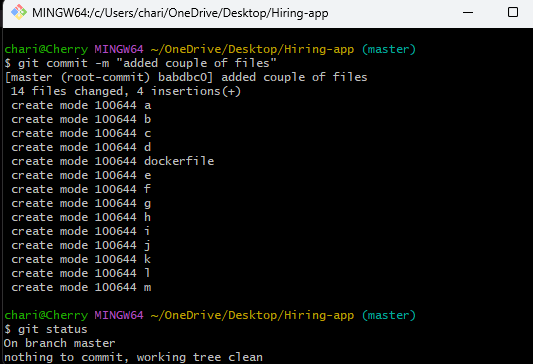 MINGW64:/c/Users/chari/OneDrive/Desktop/Hiring-app
chari@Cherry MINGW64 ~/OneDrive/Desktop/Hiring-app (master)
$ git commit -m "added couple of files"
[master (root-commit) babdbc0] added couple of files
 14 files changed, 4 insertions(+)
 create mode 100644 a
 create mode 100644 b
 create mode 100644 c
 create mode 100644 d
 create mode 100644 dockerfile
 create mode 100644 e
 create mode 100644 f
 create mode 100644 g
 create mode 100644 h
 create mode 100644 i
 create mode 100644 j
 create mode 100644 k
 create mode 100644 l
 create mode 100644 m
chari@Cherry MINGW64 ~/OneDrive/Desktop/Hiring-app (master)
$ git status
On branch master
nothing to commit, working tree clean